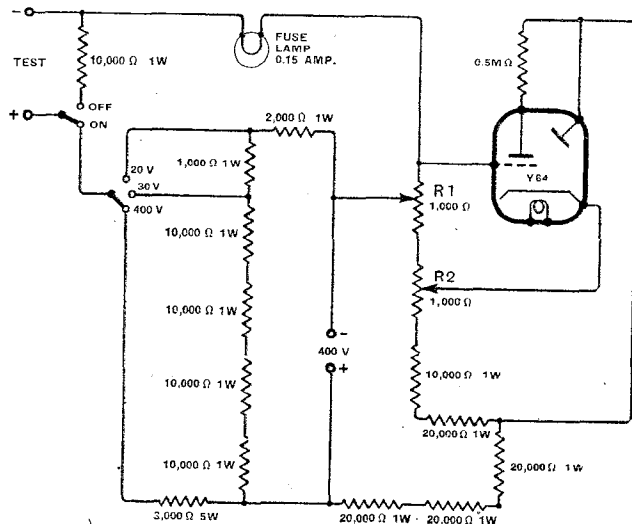 −
TEST
+
10,000 Ω 1W
OFF
ON
FUSE
LAMP
0.15 AMP.
0.5MΩ
2,000 Ω 1W
Y64
20 V
30 V
400 V
1,000 Ω 1W
R1
1,000 Ω
10,000 Ω 1W
R2
1,000 Ω
10,000 Ω 1W
−
400 V
+
10,000 Ω 1W
10,000 Ω 1W
20,000 Ω 1W
10,000 Ω 1W
20,000 Ω 1W
3,000 Ω 5W
20,000 Ω 1W
20,000 Ω 1W